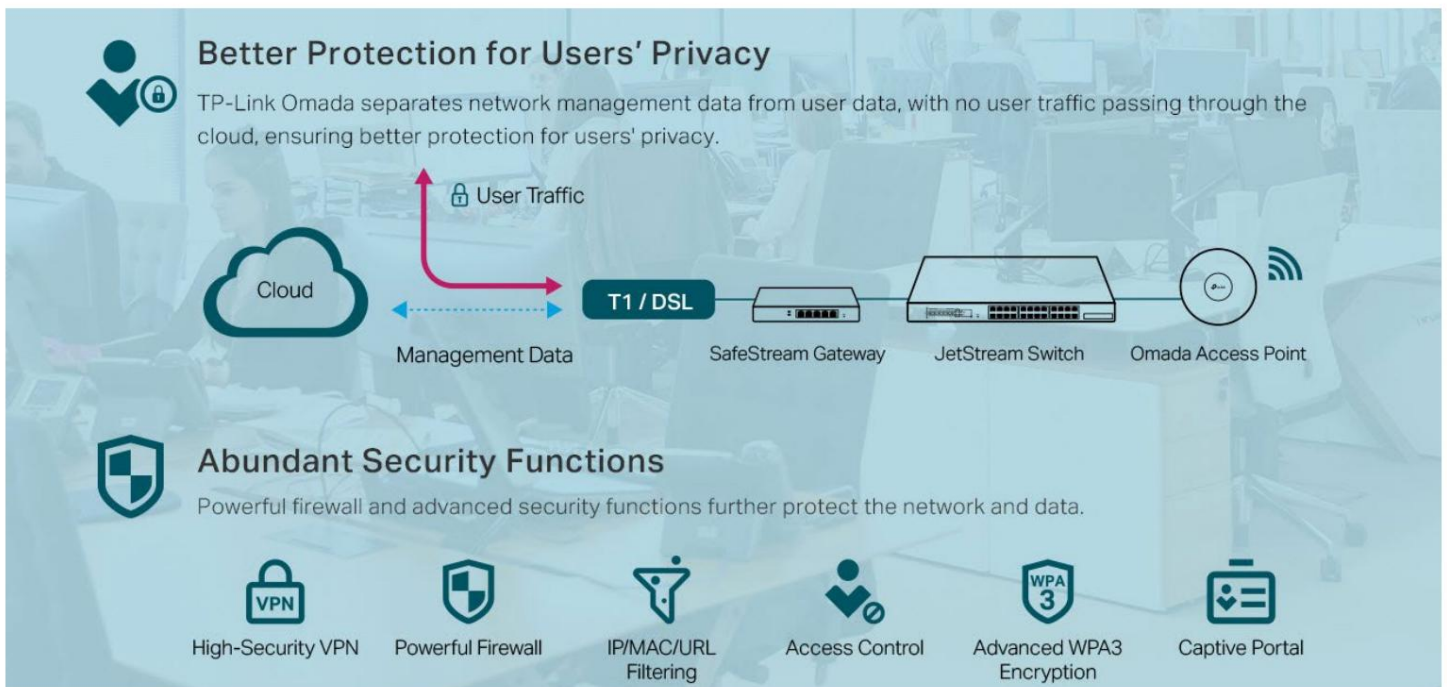 Better Protection for Users' Privacy
TP-Link Omada separates network management data from user data, with no user traffic passing through the
cloud, ensuring better protection for users' privacy.
User Traffic
Cloud
T1 / DSL
Management Data
SafeStream Gateway
JetStream Switch
Omada Access Point
Abundant Security Functions
Powerful firewall and advanced security functions further protect the network and data.
VPN
WPA
3
High-Security VPN
Powerful Firewall
IP/MAC/URL
Filtering
Access Control
Advanced WPA3
Encryption
Captive Portal